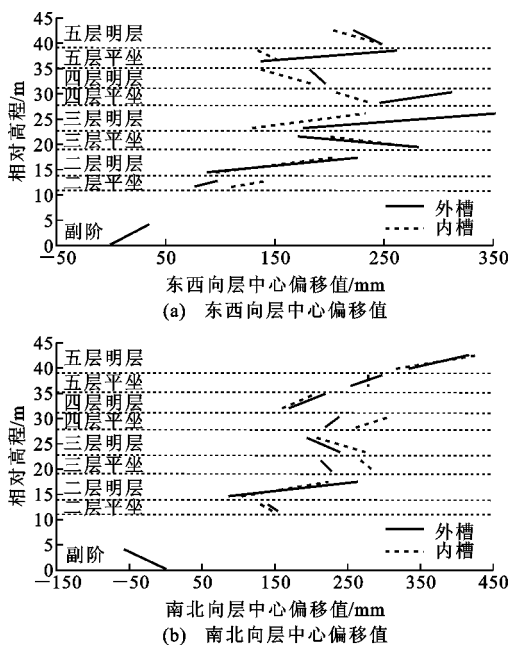 45
40
35
30
25
20
15
10
5
0
相对高程/m
五层明层
五层平坐
四层明层
四层平坐
三层明层
三层平坐
二层明层
二层平坐
副阶
外槽
内槽
-50
50
150
250
350
东西向层中心偏移值/mm
(a) 东西向层中心偏移值
45
40
35
30
25
20
15
10
5
0
相对高程/m
五层明层
五层平坐
四层明层
四层平坐
三层明层
三层平坐
二层明层
二层平坐
副阶
外槽
内槽
-150
-50
50
150
250
350
450
南北向层中心偏移值/mm
(b) 南北向层中心偏移值